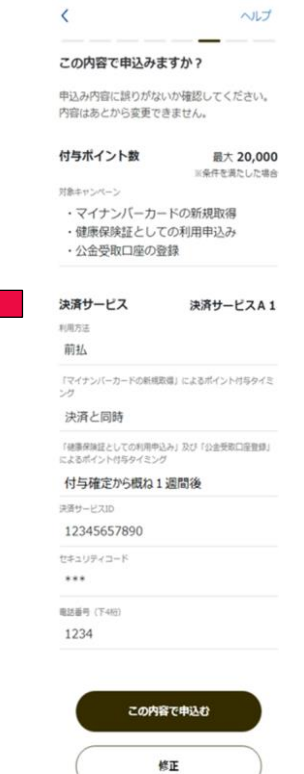 ヘルプ
この内容で申込みますか？
申込み内容に誤りがないか確認してください。
内容はあとから変更できません。
付与ポイント数 最大 20,000
※条件を満たした場合
対象キャンペーン
・マイナンバーカードの新規取得
・健康保険証としての利用申込み
・公金受取口座の登録
決済サービス 決済サービスA 1
利用方法
前払
「マイナンバーカードの新規取得」によるポイント付与タイミ
ング
決済と同時
「健康保険証としての利用申込み」及び「公金受取口座登録」
によるポイント付与タイミング
付与確定から概ね１週間後
決済サービスID
12345657890
セキュリティコード
***
電話番号（下4桁）
1234
この内容で申込む
修正